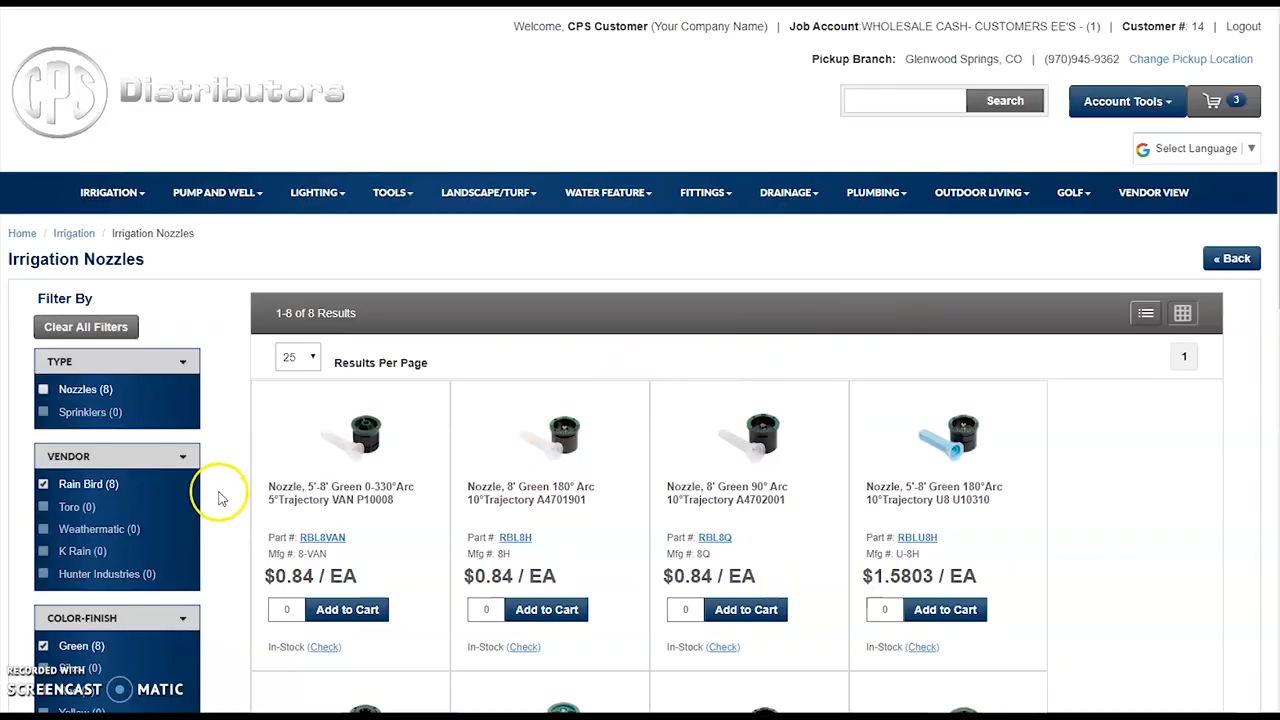 Welcome, CPS Customer (Your Company Name) | Job Account:WHOLESALE CASH- CUSTOMERS EE'S - (1) | Customer #: 14 | Logout
Pickup Branch: Glenwood Springs, CO | (970)945-9362 Change Pickup Location
CPS Distributors
Search
Account Tools
3
Select Language
IRRIGATION PUMP AND WELL LIGHTING TOOLS LANDSCAPE/TURF WATER FEATURE FITTINGS DRAINAGE PLUMBING OUTDOOR LIVING GOLF VENDOR VIEW
Home / Irrigation / Irrigation Nozzles
Irrigation Nozzles
« Back
Filter By
Clear All Filters
TYPE
Nozzles (8)
Sprinklers (0)
VENDOR
Rain Bird (8)
Toro (0)
Weathermatic (0)
K Rain (0)
Hunter Industries (0)
COLOR-FINISH
Green (8)
(0)
Yellow (0)
1-8 of 8 Results
25 Results Per Page
1
Nozzle, 5'-8' Green 0-330°Arc
5°Trajectory VAN P10008
Part #: RBL8VAN
Mfg #: 8-VAN
$0.84 / EA
0 Add to Cart
In-Stock (Check)
Nozzle, 8' Green 180° Arc
10°Trajectory A4701901
Part #: RBL8H
Mfg #: 8H
$0.84 / EA
0 Add to Cart
In-Stock (Check)
Nozzle, 8' Green 90° Arc
10°Trajectory A4702001
Part #: RBL8Q
Mfg #: 8Q
$0.84 / EA
0 Add to Cart
In-Stock (Check)
Nozzle, 5'-8' Green 180°Arc
10°Trajectory U8 U10310
Part #: RBLU8H
Mfg #: U-8H
$1.5803 / EA
0 Add to Cart
In-Stock (Check)
RECORDED WITH
SCREENCAST MATIC